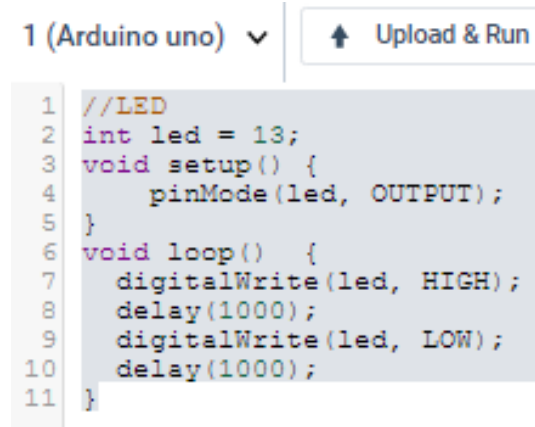 1 (Arduino uno) Upload & Run
1 //LED
2 int led = 13;
3 void setup() {
4     pinMode(led, OUTPUT);
5 }
6 void loop()  {
7   digitalWrite(led, HIGH);
8   delay(1000);
9   digitalWrite(led, LOW);
10   delay(1000);
11 }